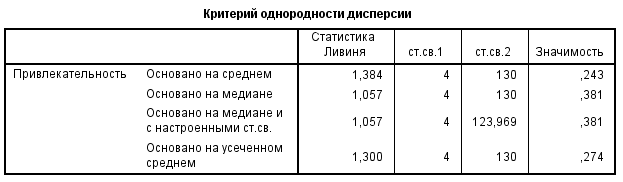 Критерий однородности дисперсии
Статистика Ливиня ст.св.1 ст.св.2 Значимость
Привлекательность Основано на среднем 1,384 4 130 ,243
Основано на медиане 1,057 4 130 ,381
Основано на медиане и с настроенными ст.св. 1,057 4 123,969 ,381
Основано на усеченном среднем 1,300 4 130 ,274